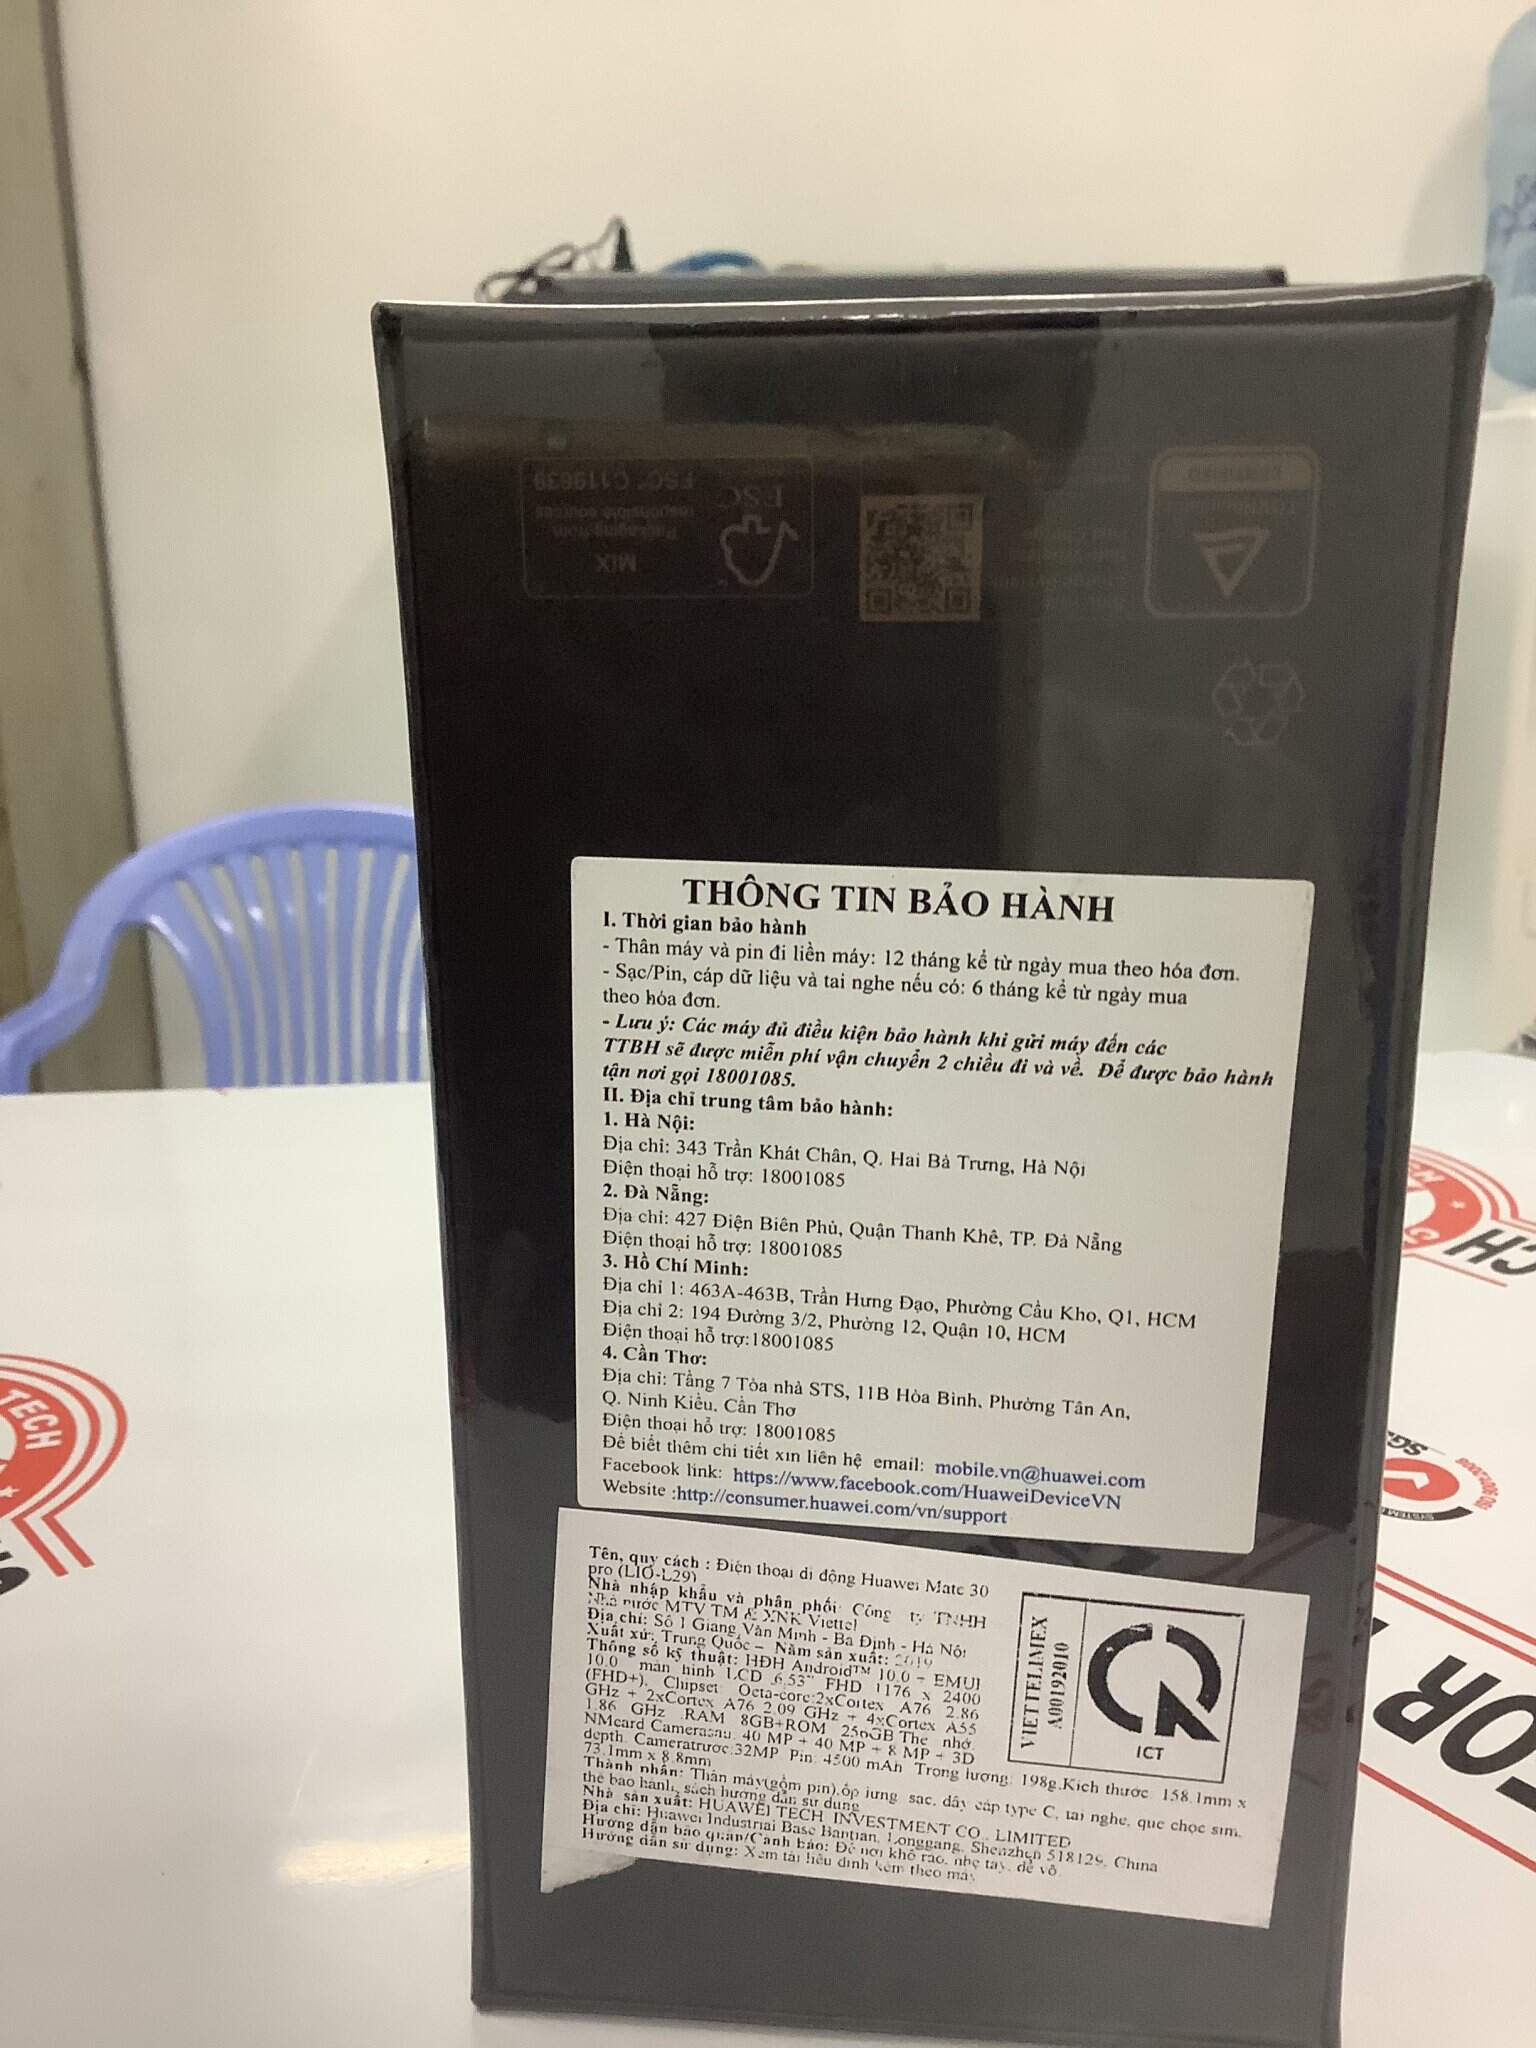 FSC
MIX
Packaging from
responsible sources
FSC® C119639
THÔNG TIN BẢO HÀNH
I. Thời gian bảo hành
- Thân máy và pin đi liền máy: 12 tháng kể từ ngày mua theo hóa đơn.
- Sạc/Pin, cáp dữ liệu và tai nghe nếu có: 6 tháng kể từ ngày mua
theo hóa đơn.
- Lưu ý: Các máy đủ điều kiện bảo hành khi gửi máy đến các
TTBH sẽ được miễn phí vận chuyển 2 chiều đi và về. Để được bảo hành
tận nơi gọi 18001085.
II. Địa chỉ trung tâm bảo hành:
1. Hà Nội:
Địa chỉ: 343 Trần Khát Chân, Q. Hai Bà Trưng, Hà Nội
Điện thoại hỗ trợ: 18001085
2. Đà Nẵng:
Địa chỉ: 427 Điện Biên Phủ, Quận Thanh Khê, TP. Đà Nẵng
Điện thoại hỗ trợ: 18001085
3. Hồ Chí Minh:
Địa chỉ 1: 463A-463B, Trần Hưng Đạo, Phường Cầu Kho, Q1, HCM
Địa chỉ 2: 194 Đường 3/2, Phường 12, Quận 10, HCM
Điện thoại hỗ trợ:18001085
4. Cần Thơ:
Địa chỉ: Tầng 7 Tòa nhà STS, 11B Hòa Bình, Phường Tân An,
Q. Ninh Kiều, Cần Thơ
Điện thoại hỗ trợ: 18001085
Để biết thêm chi tiết xin liên hệ email: mobile.vn@huawei.com
Facebook link: https://www.facebook.com/HuaweiDeviceVN
Website :http://consumer.huawei.com/vn/support
Tên, quy cách : Điện thoại di động Huawei Mate 30
pro (LIO-L29)
Nhà nhập khẩu và phân phối: Công ty TNHH
Nhà nước MTV TM & XNK Viettel
Địa chỉ: Số 1 Giang Văn Minh - Ba Định - Hà Nội
Xuất xứ: Trung Quốc – Năm sản xuất: 2019
Thông số kỹ thuật: HĐH Android™ 10.0 + EMUI
10.0 màn hình LCD 6.53" FHD 1176 x 2400
(FHD+), Chipset Octa-core:2xCortex A76 2.86
GHz + 2xCortex A76 2.09 GHz + 4xCortex A55
1.86 GHz .RAM 8GB+ROM 256GB Thẻ nhớ:
NMcard Camerasau: 40 MP + 40 MP + 8 MP + 3D
depth. Cameratrước:32MP Pin: 4500 mAh Trọng lượng: 198g.Kích thước: 158.1mm x
73.1mm x 8.8mm
Thành phần: Thân máy(gồm pin),ốp lưng, sạc, dây cáp type C, tai nghe, que chọc sim,
thẻ bảo hành, sách hướng dẫn sử dụng
Nhà sản xuất: HUAWEI TECH INVESTMENT CO., LIMITED
Địa chỉ: Huawei Industrial Base Bantian, Longgang, Shenzhen 518129, China
Hướng dẫn bảo quản/Cảnh báo: Để nơi khô ráo, nhẹ tay, dễ vỡ
Hướng dẫn sử dụng: Xem tài liệu đính kèm theo máy
VIETTELIMEX
A00192010
ICT
TECH
CH
SGS
FOR